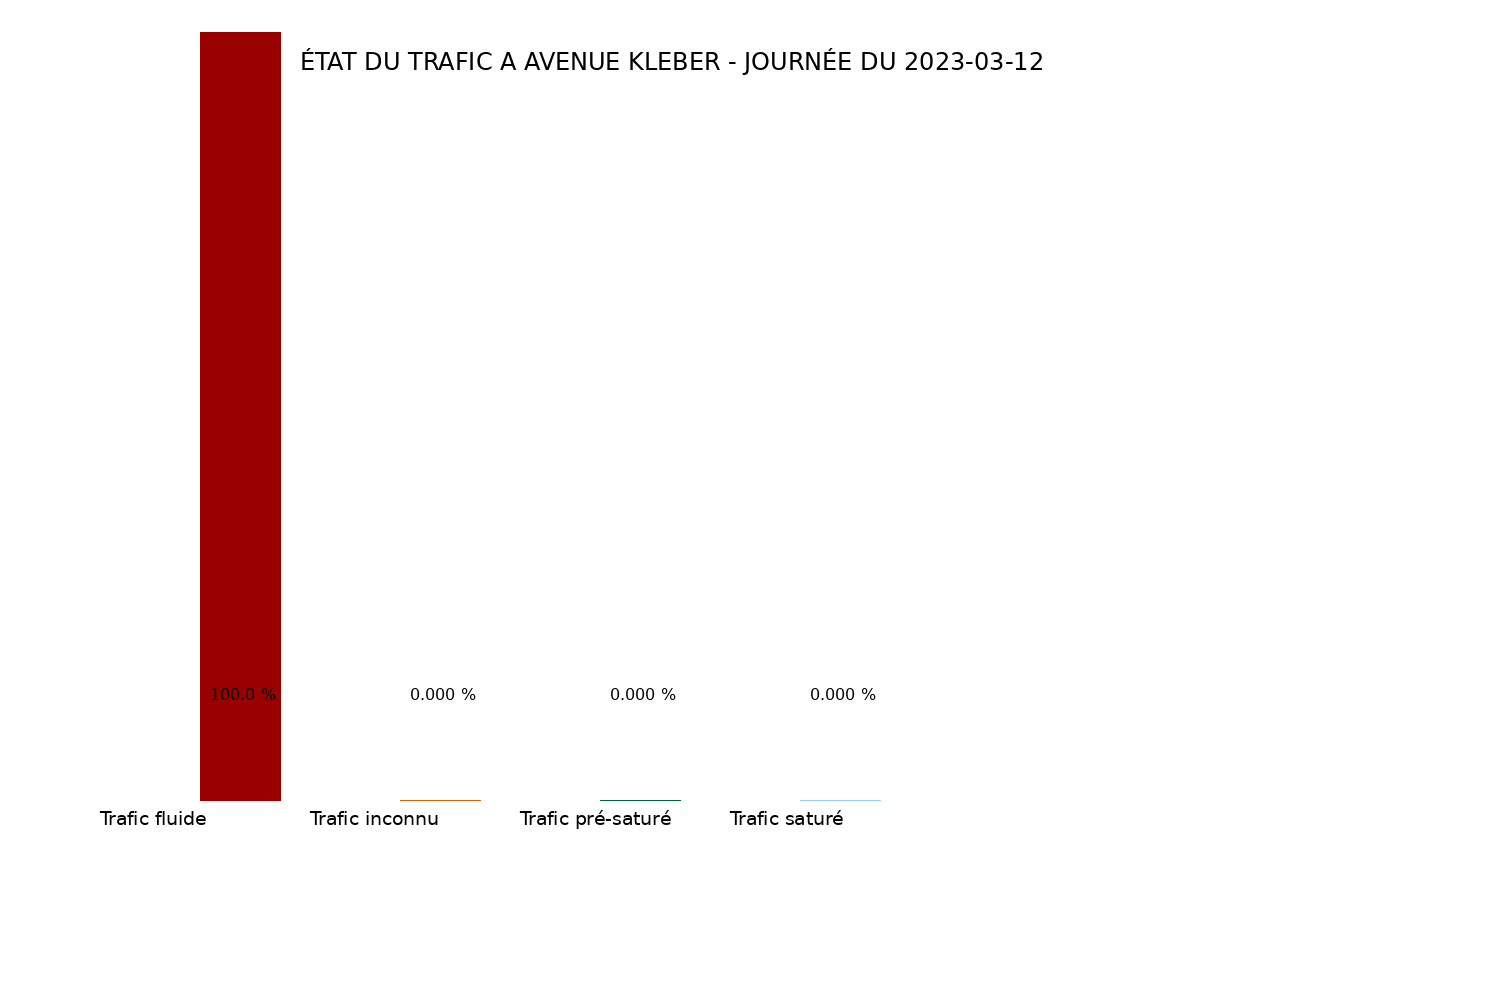 ÉTAT DU TRAFIC A AVENUE KLEBER - JOURNÉE DU 2023-03-12
100.0 % 0.000 % 0.000 % 0.000 %
Trafic fluide Trafic inconnu Trafic pré-saturé Trafic saturé